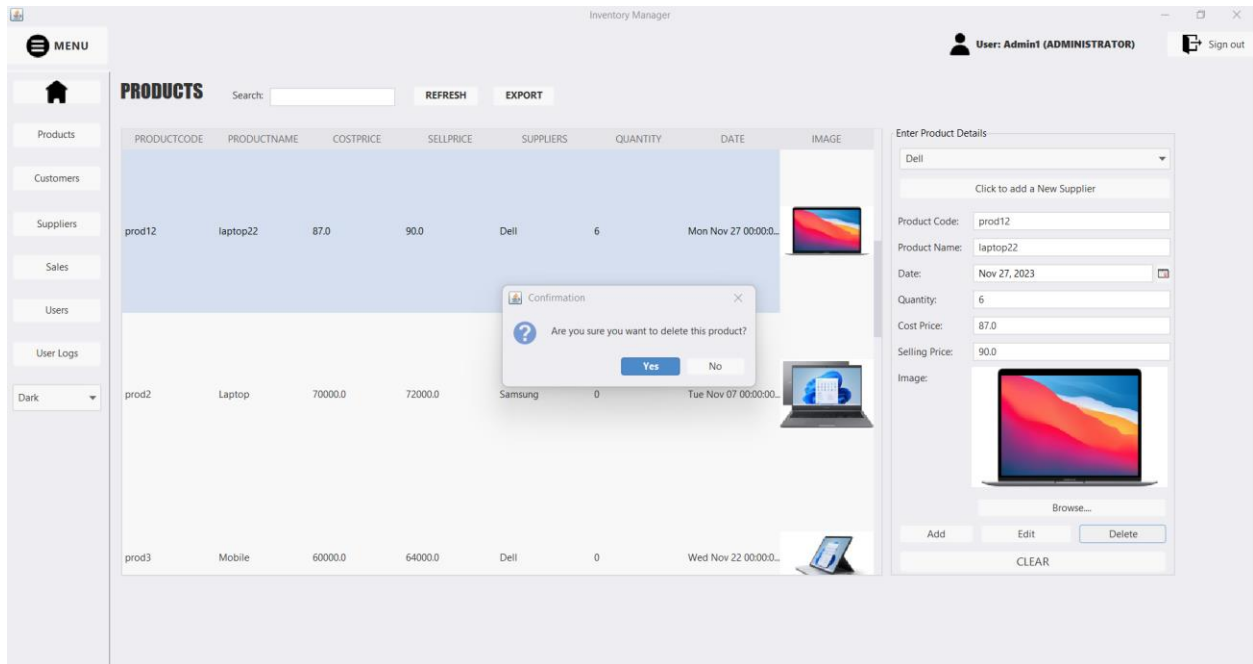 Inventory Manager
MENU
User: Admin1 (ADMINISTRATOR)
Sign out
PRODUCTS
Search:
REFRESH
EXPORT
Products
Customers
Suppliers
Sales
Users
User Logs
Dark
PRODUCTCODE PRODUCTNAME COSTPRICE SELLPRICE SUPPLIERS QUANTITY DATE IMAGE
prod12 laptop22 87.0 90.0 Dell 6 Mon Nov 27 00:00:0...
prod2 Laptop 70000.0 72000.0 Samsung 0 Tue Nov 07 00:00:00...
prod3 Mobile 60000.0 64000.0 Dell 0 Wed Nov 22 00:00:0...
Confirmation
Are you sure you want to delete this product?
Yes No
Enter Product Details
Dell
Click to add a New Supplier
Product Code: prod12
Product Name: laptop22
Date: Nov 27, 2023
Quantity: 6
Cost Price: 87.0
Selling Price: 90.0
Image:
Browse....
Add Edit Delete
CLEAR